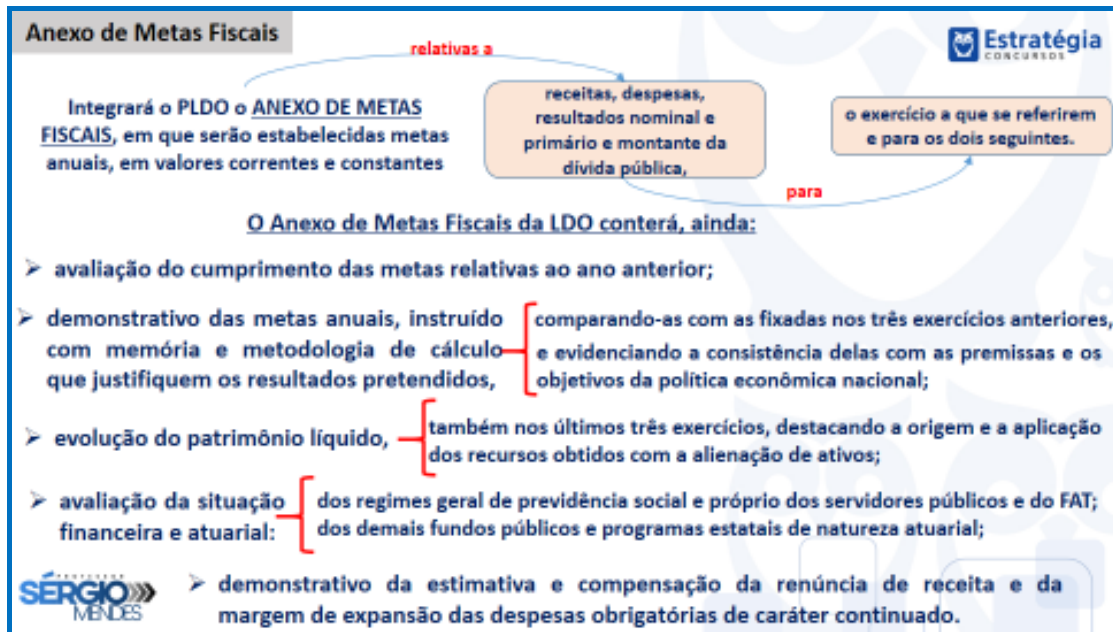 Anexo de Metas Fiscais
Estratégia
CONCURSOS
relativas a
Integrará o PLDO o ANEXO DE METAS
FISCAIS, em que serão estabelecidas metas
anuais, em valores correntes e constantes
receitas, despesas,
resultados nominal e
primário e montante da
dívida pública,
o exercício a que se referirem
e para os dois seguintes.
para
O Anexo de Metas Fiscais da LDO conterá, ainda:
➢ avaliação do cumprimento das metas relativas ao ano anterior;
➢ demonstrativo das metas anuais, instruído
com memória e metodologia de cálculo
que justifiquem os resultados pretendidos,
comparando-as com as fixadas nos três exercícios anteriores,
e evidenciando a consistência delas com as premissas e os
objetivos da política econômica nacional;
➢ evolução do patrimônio líquido,
também nos últimos três exercícios, destacando a origem e a aplicação
dos recursos obtidos com a alienação de ativos;
➢ avaliação da situação
financeira e atuarial:
dos regimes geral de previdência social e próprio dos servidores públicos e do FAT;
dos demais fundos públicos e programas estatais de natureza atuarial;
PROFESSOR
SÉRGIO
MENDES
➢ demonstrativo da estimativa e compensação da renúncia de receita e da
margem de expansão das despesas obrigatórias de caráter continuado.